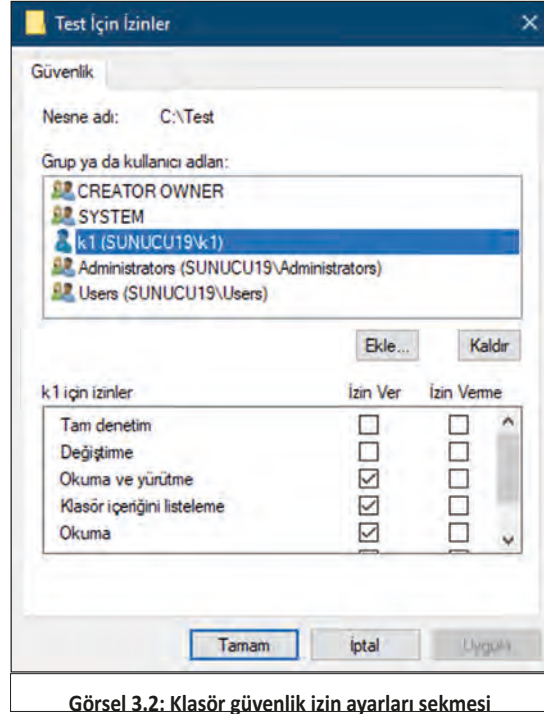 Test İçin İzinler
Güvenlik
Nesne adı: C:\Test
Grup ya da kullanıcı adları:
CREATOR OWNER
SYSTEM
k1 (SUNUCU19\k1)
Administrators (SUNUCU19\Administrators)
Users (SUNUCU19\Users)
Ekle... Kaldır
k1 için izinler İzin Ver İzin Verme
Tam denetim
Değiştirme
Okuma ve yürütme
Klasör içeriğini listeleme
Okuma
Tamam İptal Uygula
Görsel 3.2: Klasör güvenlik izin ayarları sekmesi